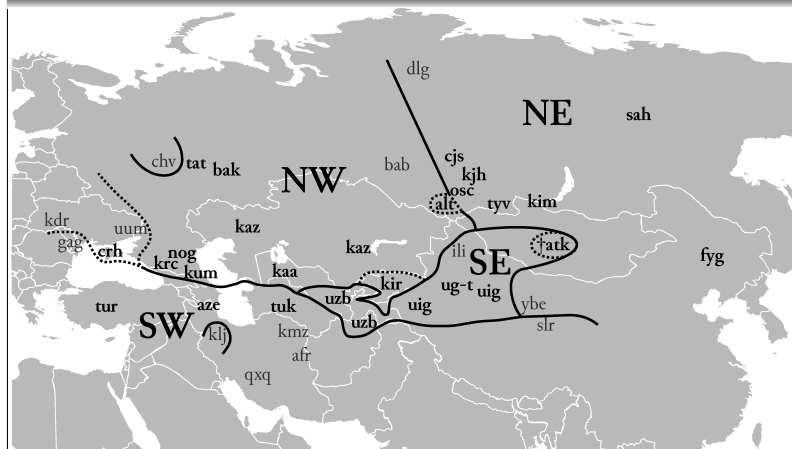 dlg
NE
sah
chv tat bak
bab
cjs
kjh
osc
NW
alt
tyv kim
kdr
uum
gag
crh
kaz
kaz
ili
†atk
SE
fyg
nog
krc
kum
kaa
kir
ug-t uig
tur
aze
tuk
uzb
uig
ybe
SW
klj
kmz
uzb
slr
afr
qxq